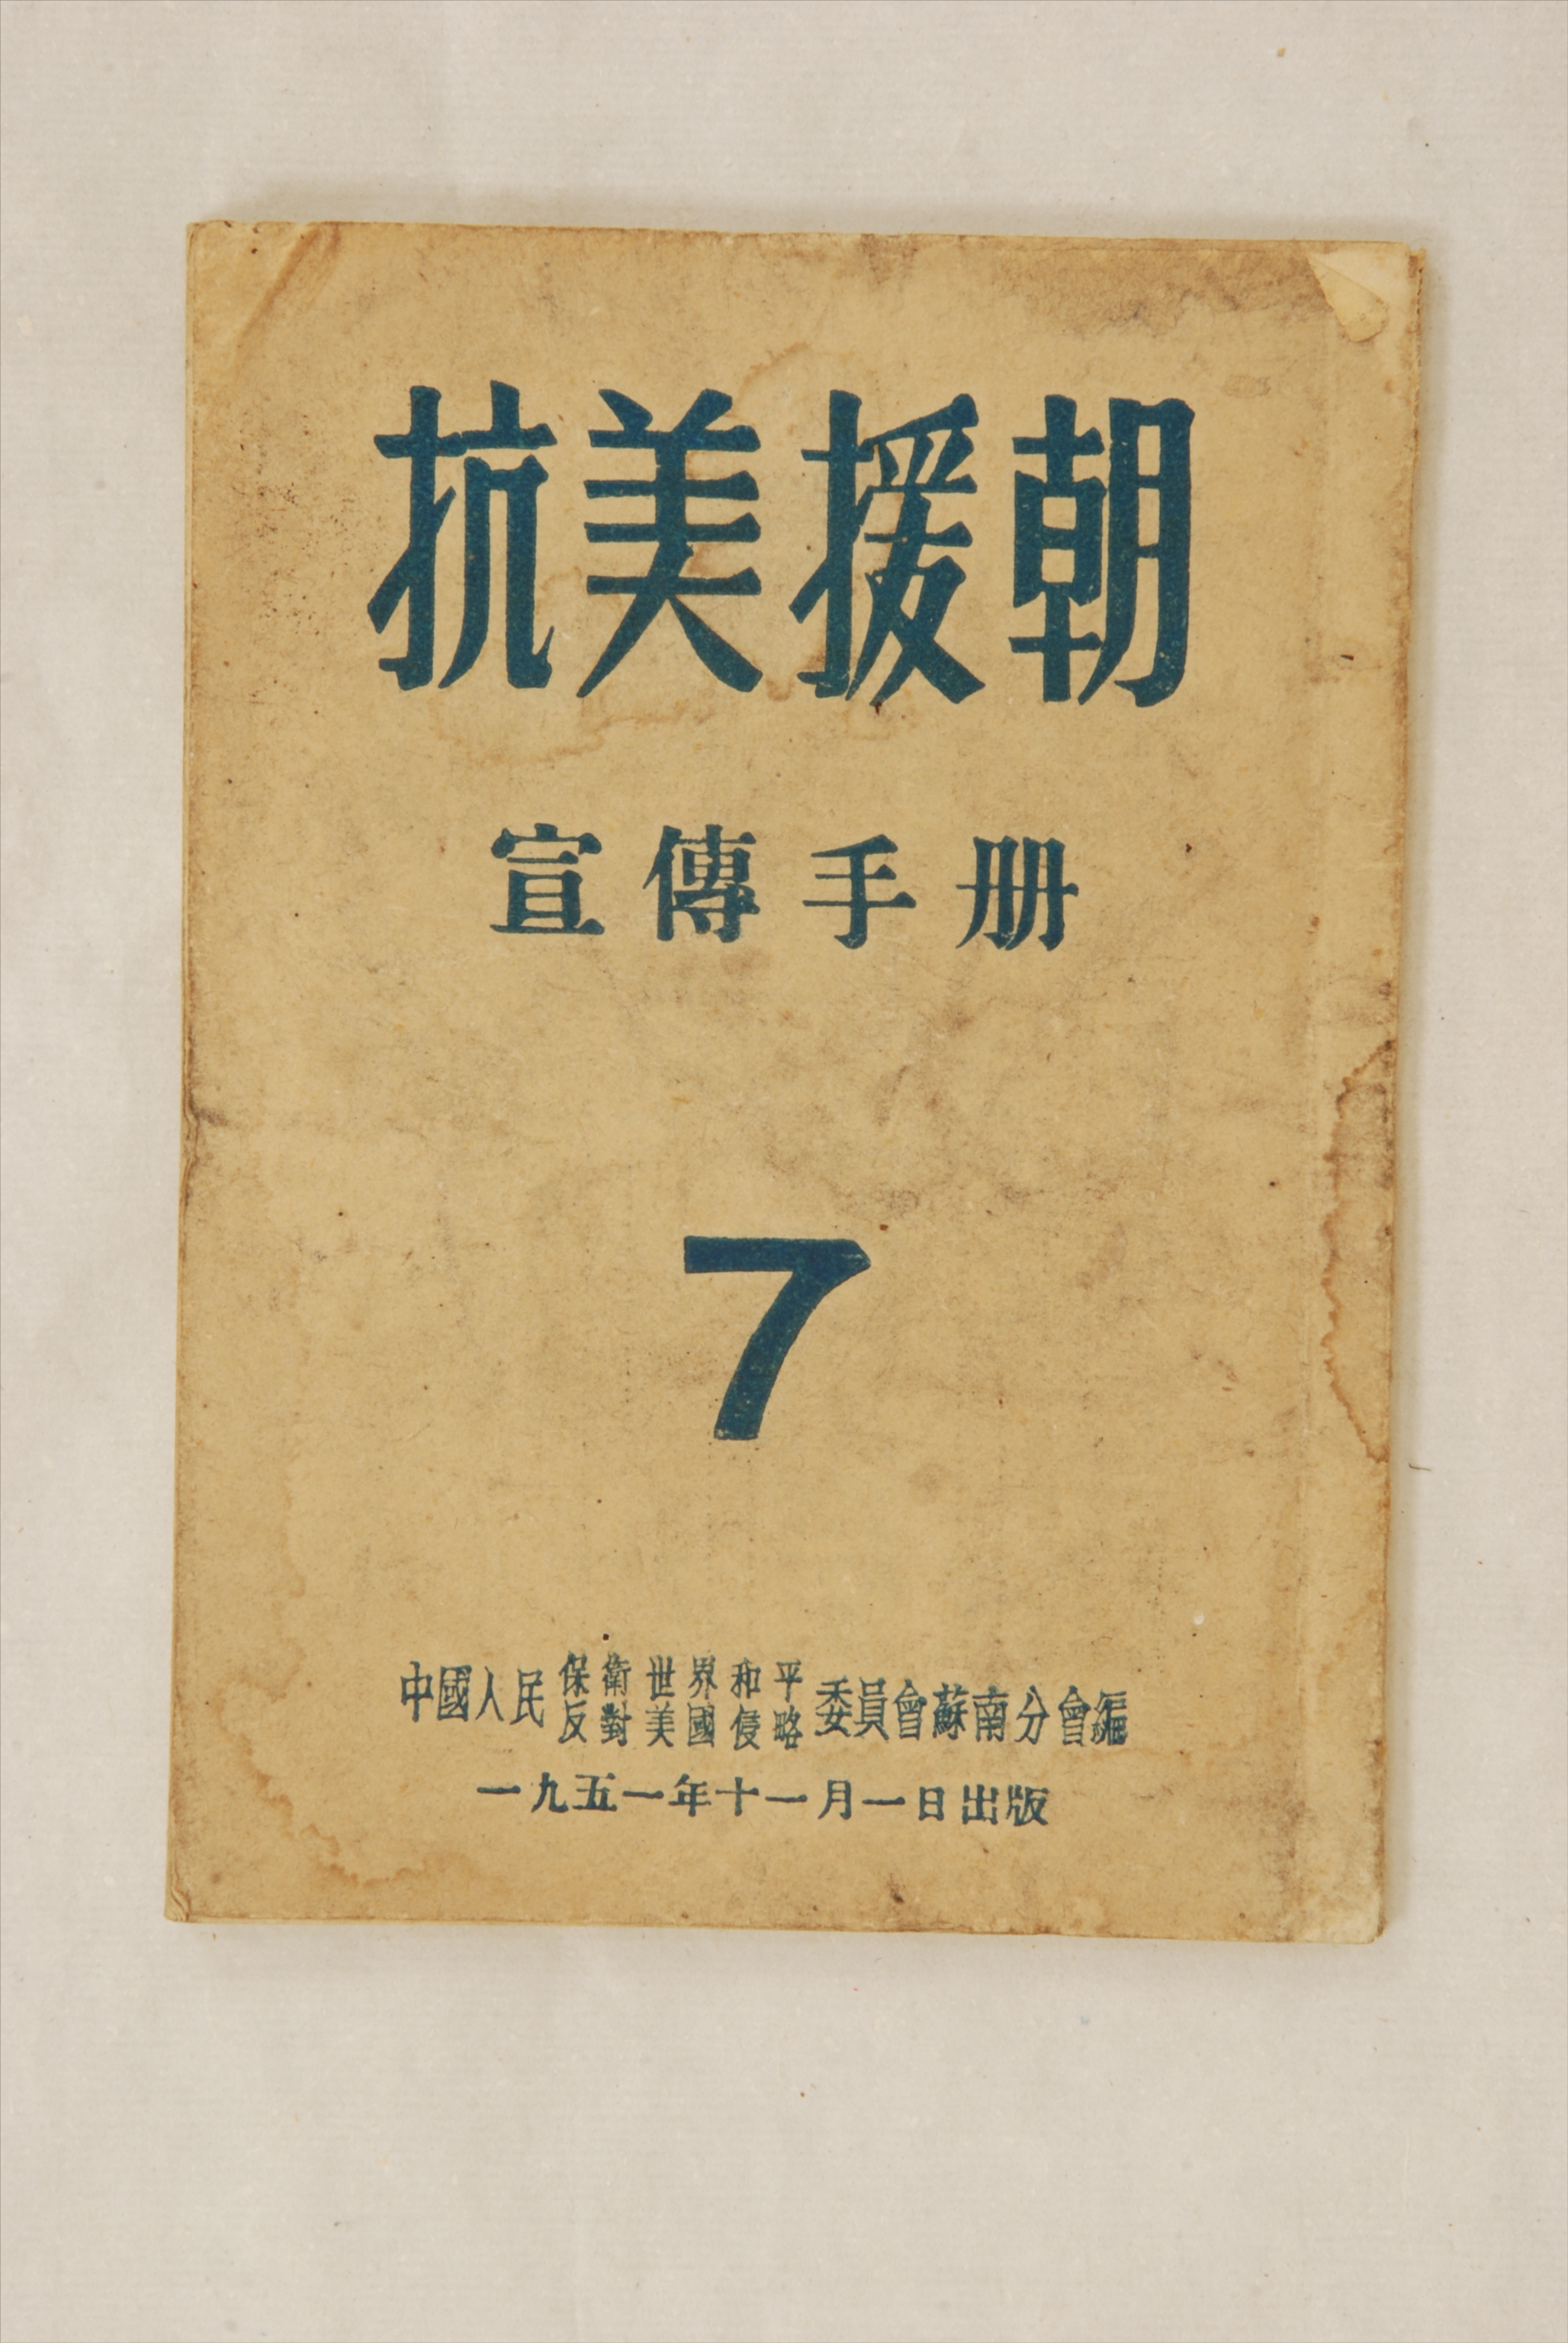 抗美援朝
宣傳手册
7
中國人民保衛世界和平反對美國侵略委員會蘇南分會編
一九五一年十一月一日出版